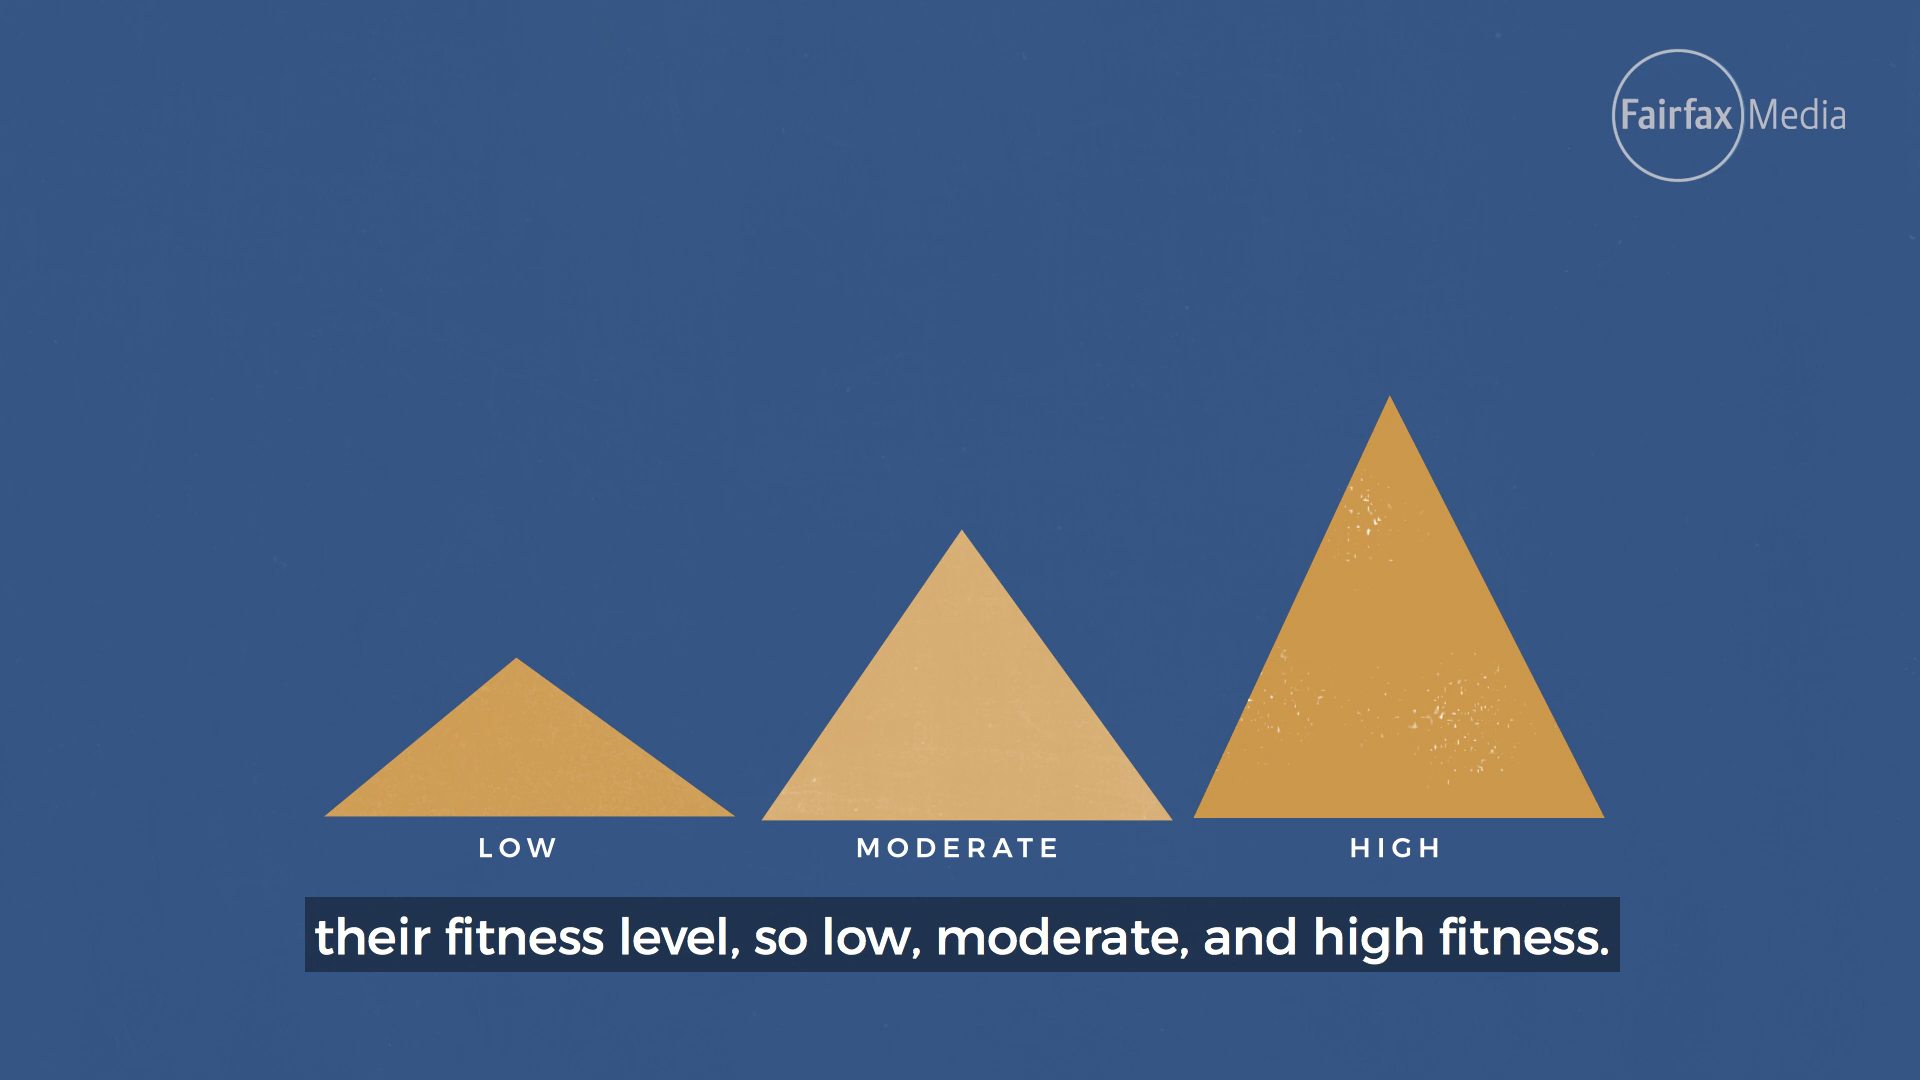 Fairfax Media
LOW
MODERATE
HIGH
their fitness level, so low, moderate, and high fitness.